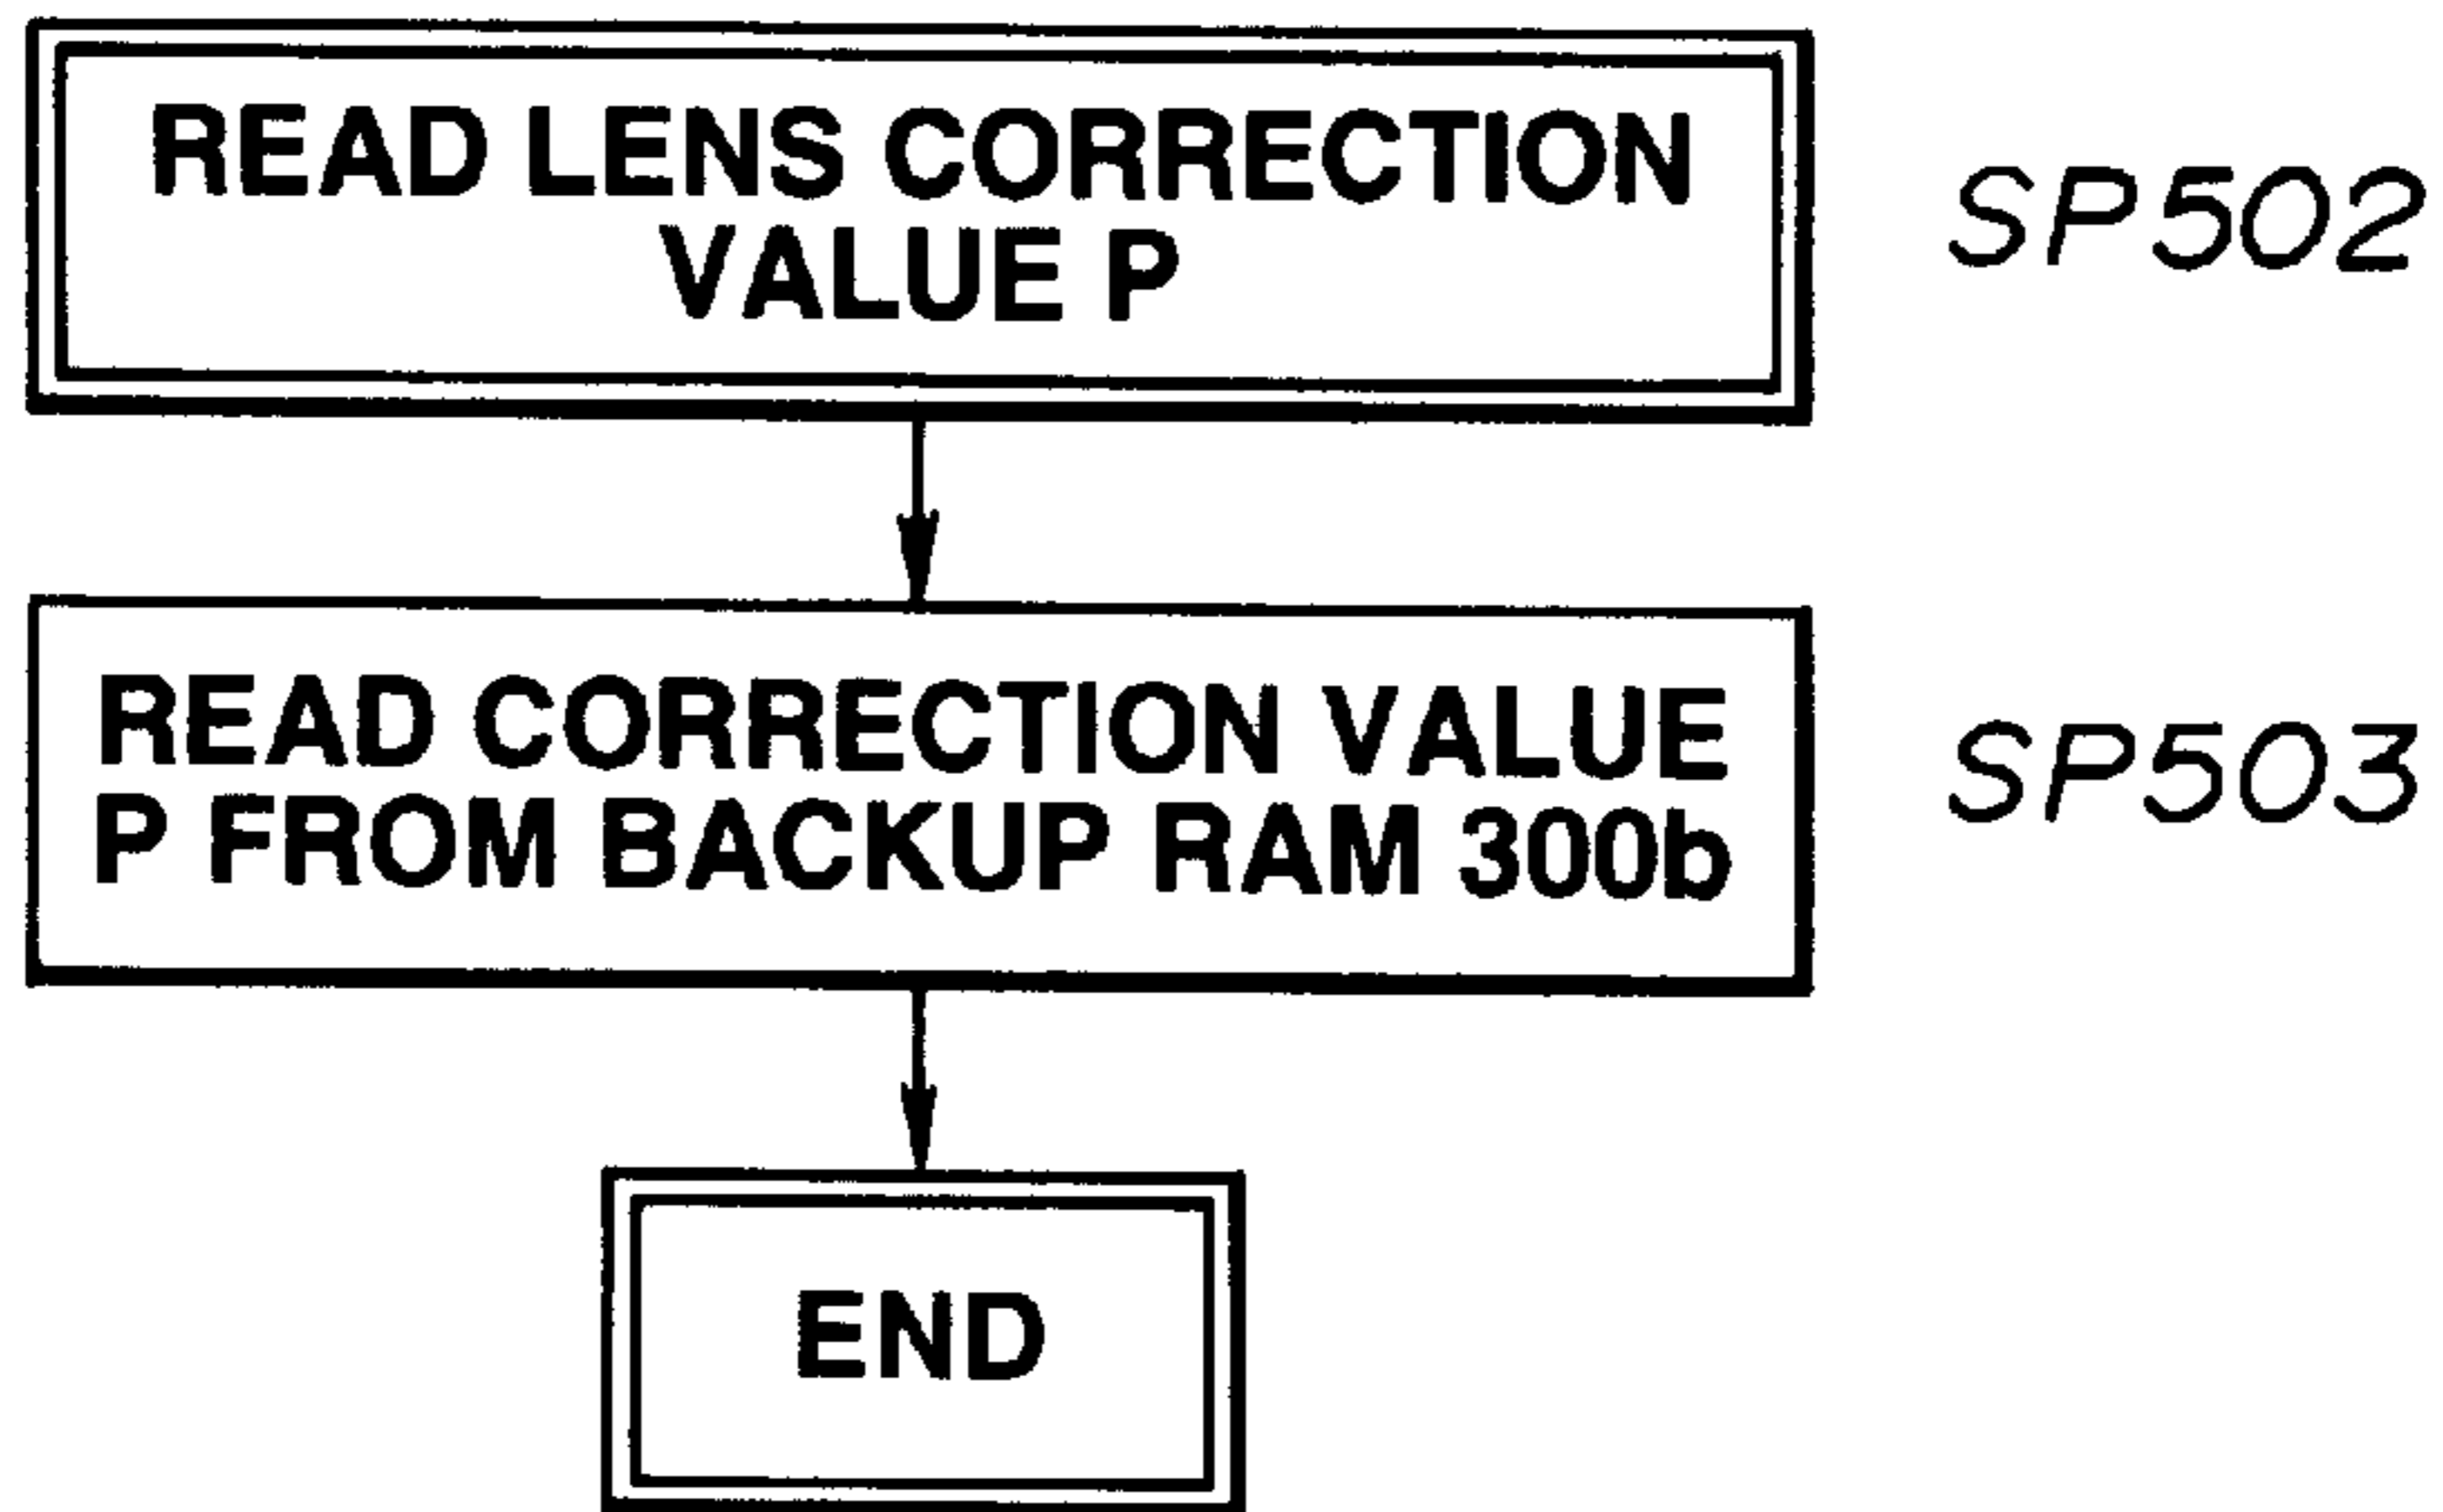 READ LENS CORRECTION
VALUE P
SP502
READ CORRECTION VALUE
P FROM BACKUP RAM 300b
SP503
END